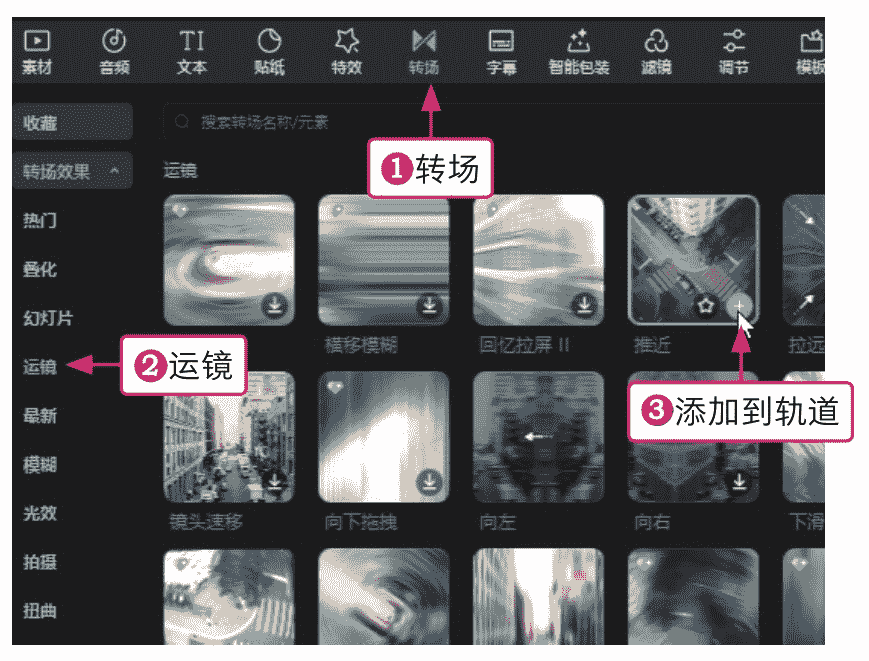 素材 音频 TI 文本 贴纸 特效 转场 字幕 智能包装 滤镜 调节 模板
收藏
搜索转场名称/元素
❶转场
转场效果
运镜
热门
叠化
幻灯片
横移模糊 回忆拉屏 II 推近 拉远
运镜
❷运镜
❸添加到轨道
最新
模糊
光效
镜头速移 向下拖拽 向左 向右 下滑
拍摄
扭曲